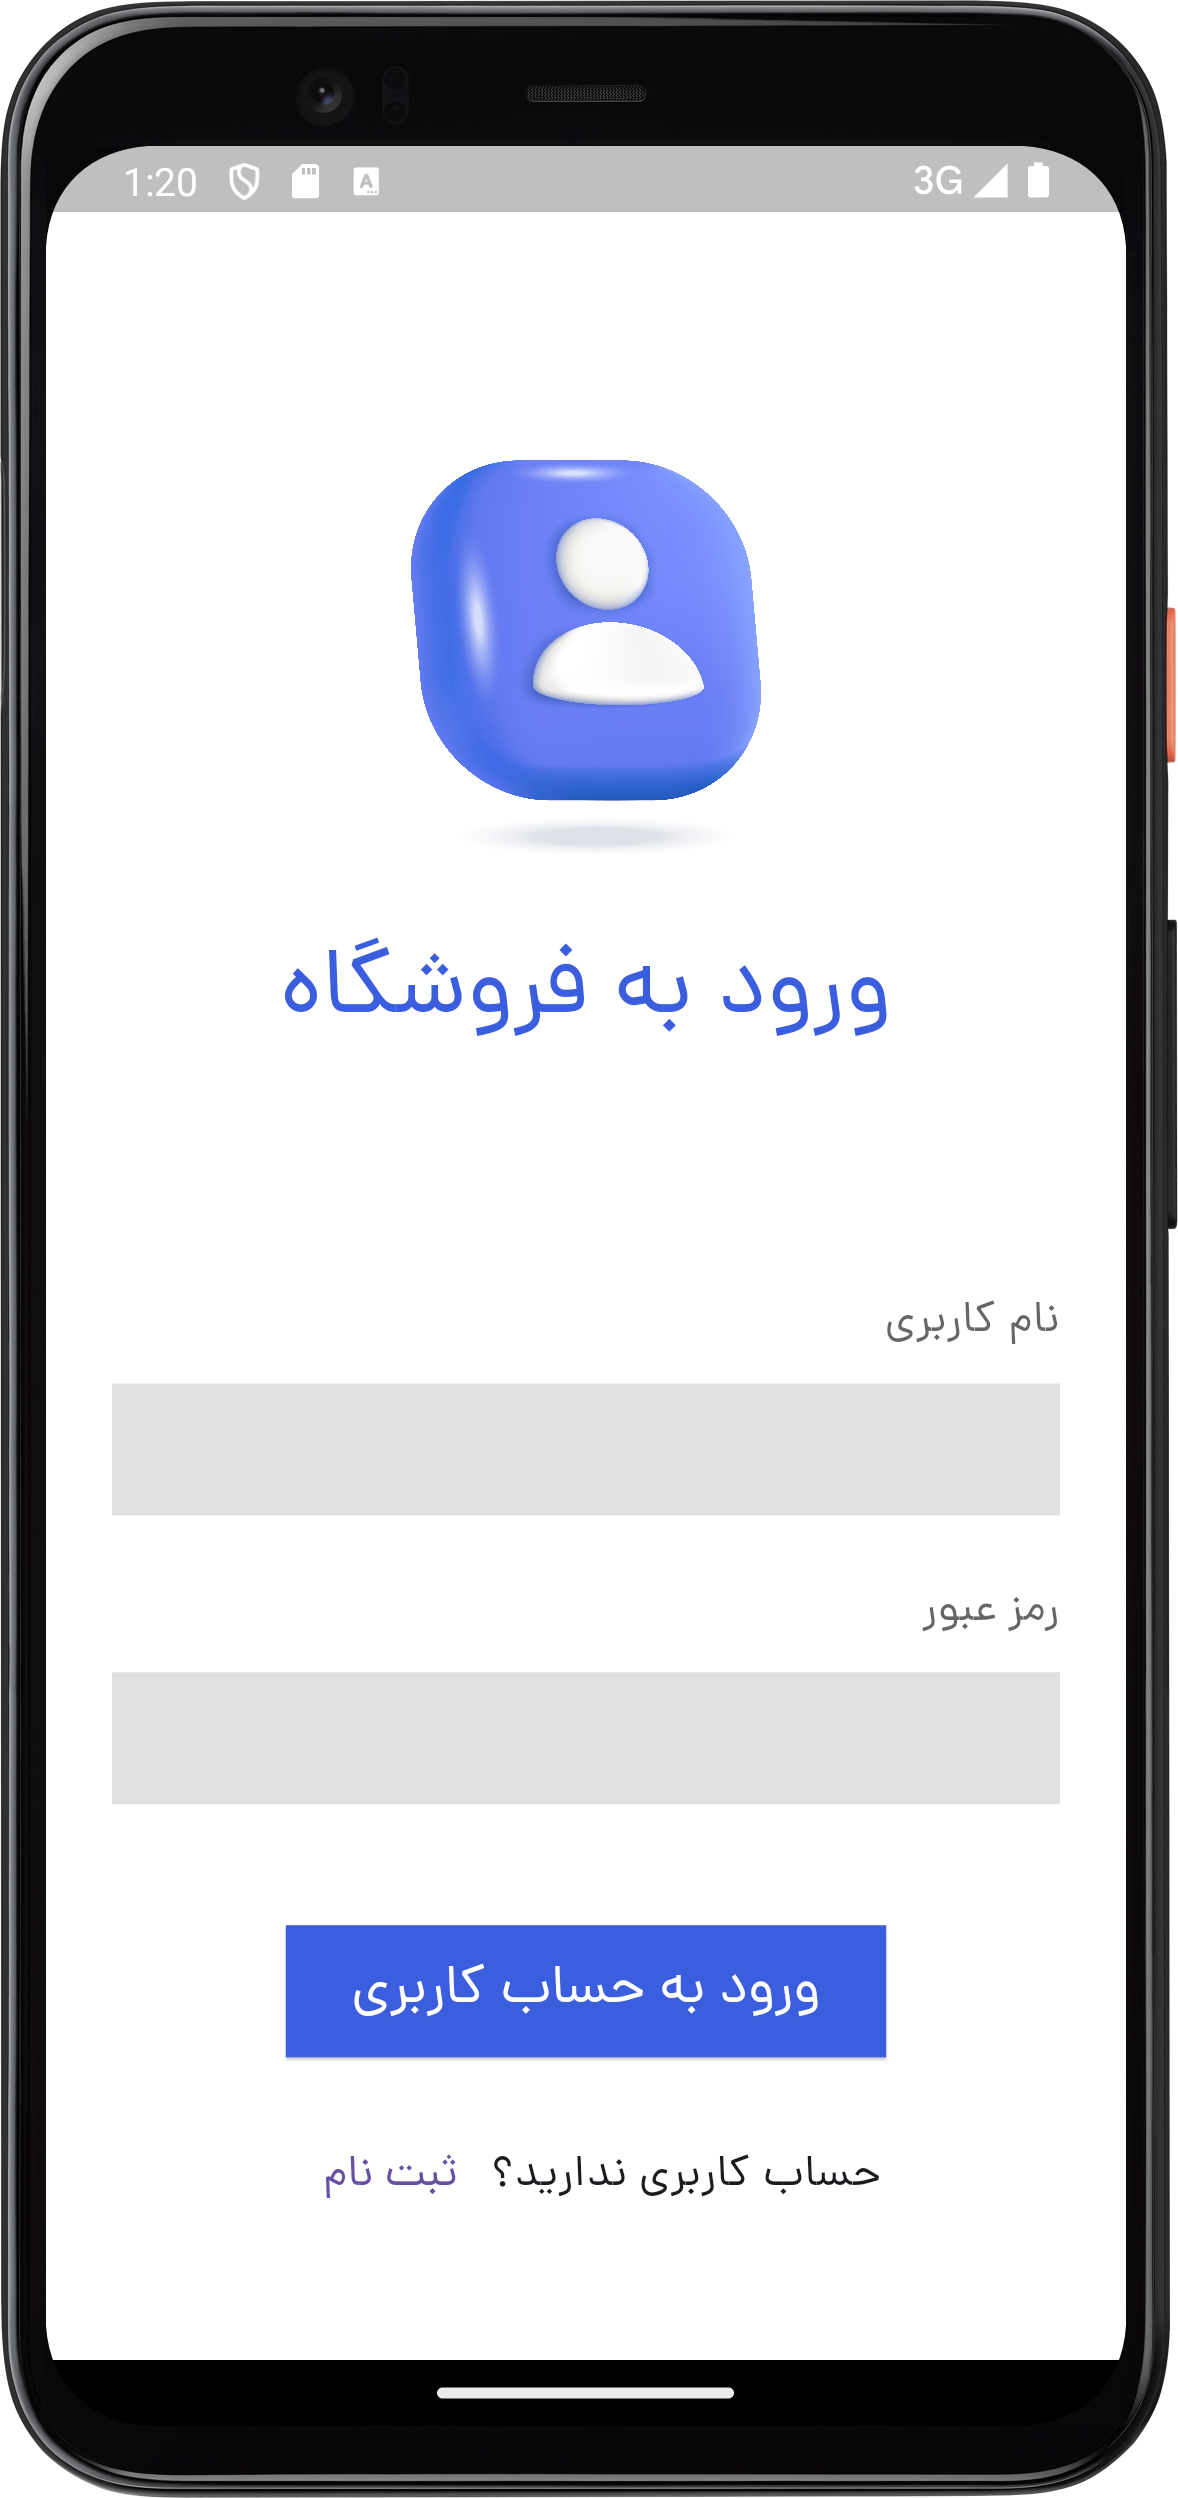 1:20 3G
ورود به فروشگاه
نام کاربری
رمز عبور
ورود به حساب کاربری
حساب کاربری ندارید؟ ثبت نام